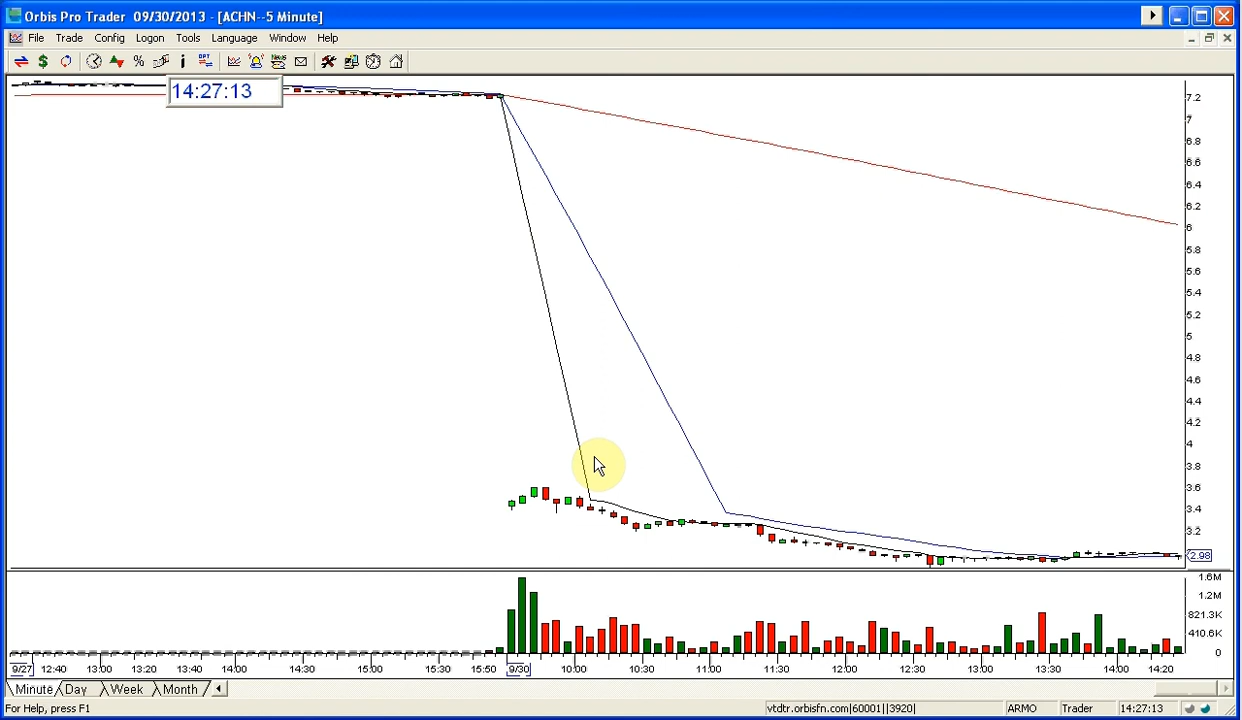 Orbis Pro Trader 09/30/2013 - [ACHN--5 Minute]
File Trade Config Logon Tools Language Window Help
14:27:13
7.2
7
6.8
6.6
6.4
6.2
6
5.8
5.6
5.4
5.2
5
4.8
4.6
4.4
4.2
4
3.8
3.6
3.4
3.2
2.98
1.6M
1.2M
821.3K
410.6K
0
9/27 12:40 13:00 13:20 13:40 14:00 14:30 15:00 15:30 15:50 9/30 10:00 10:30 11:00 11:30 12:00 12:30 13:00 13:30 14:00 14:20
Minute Day Week Month
For Help, press F1 vtdtr.orbisfn.com|60001||3920| ARMO Trader 14:27:13